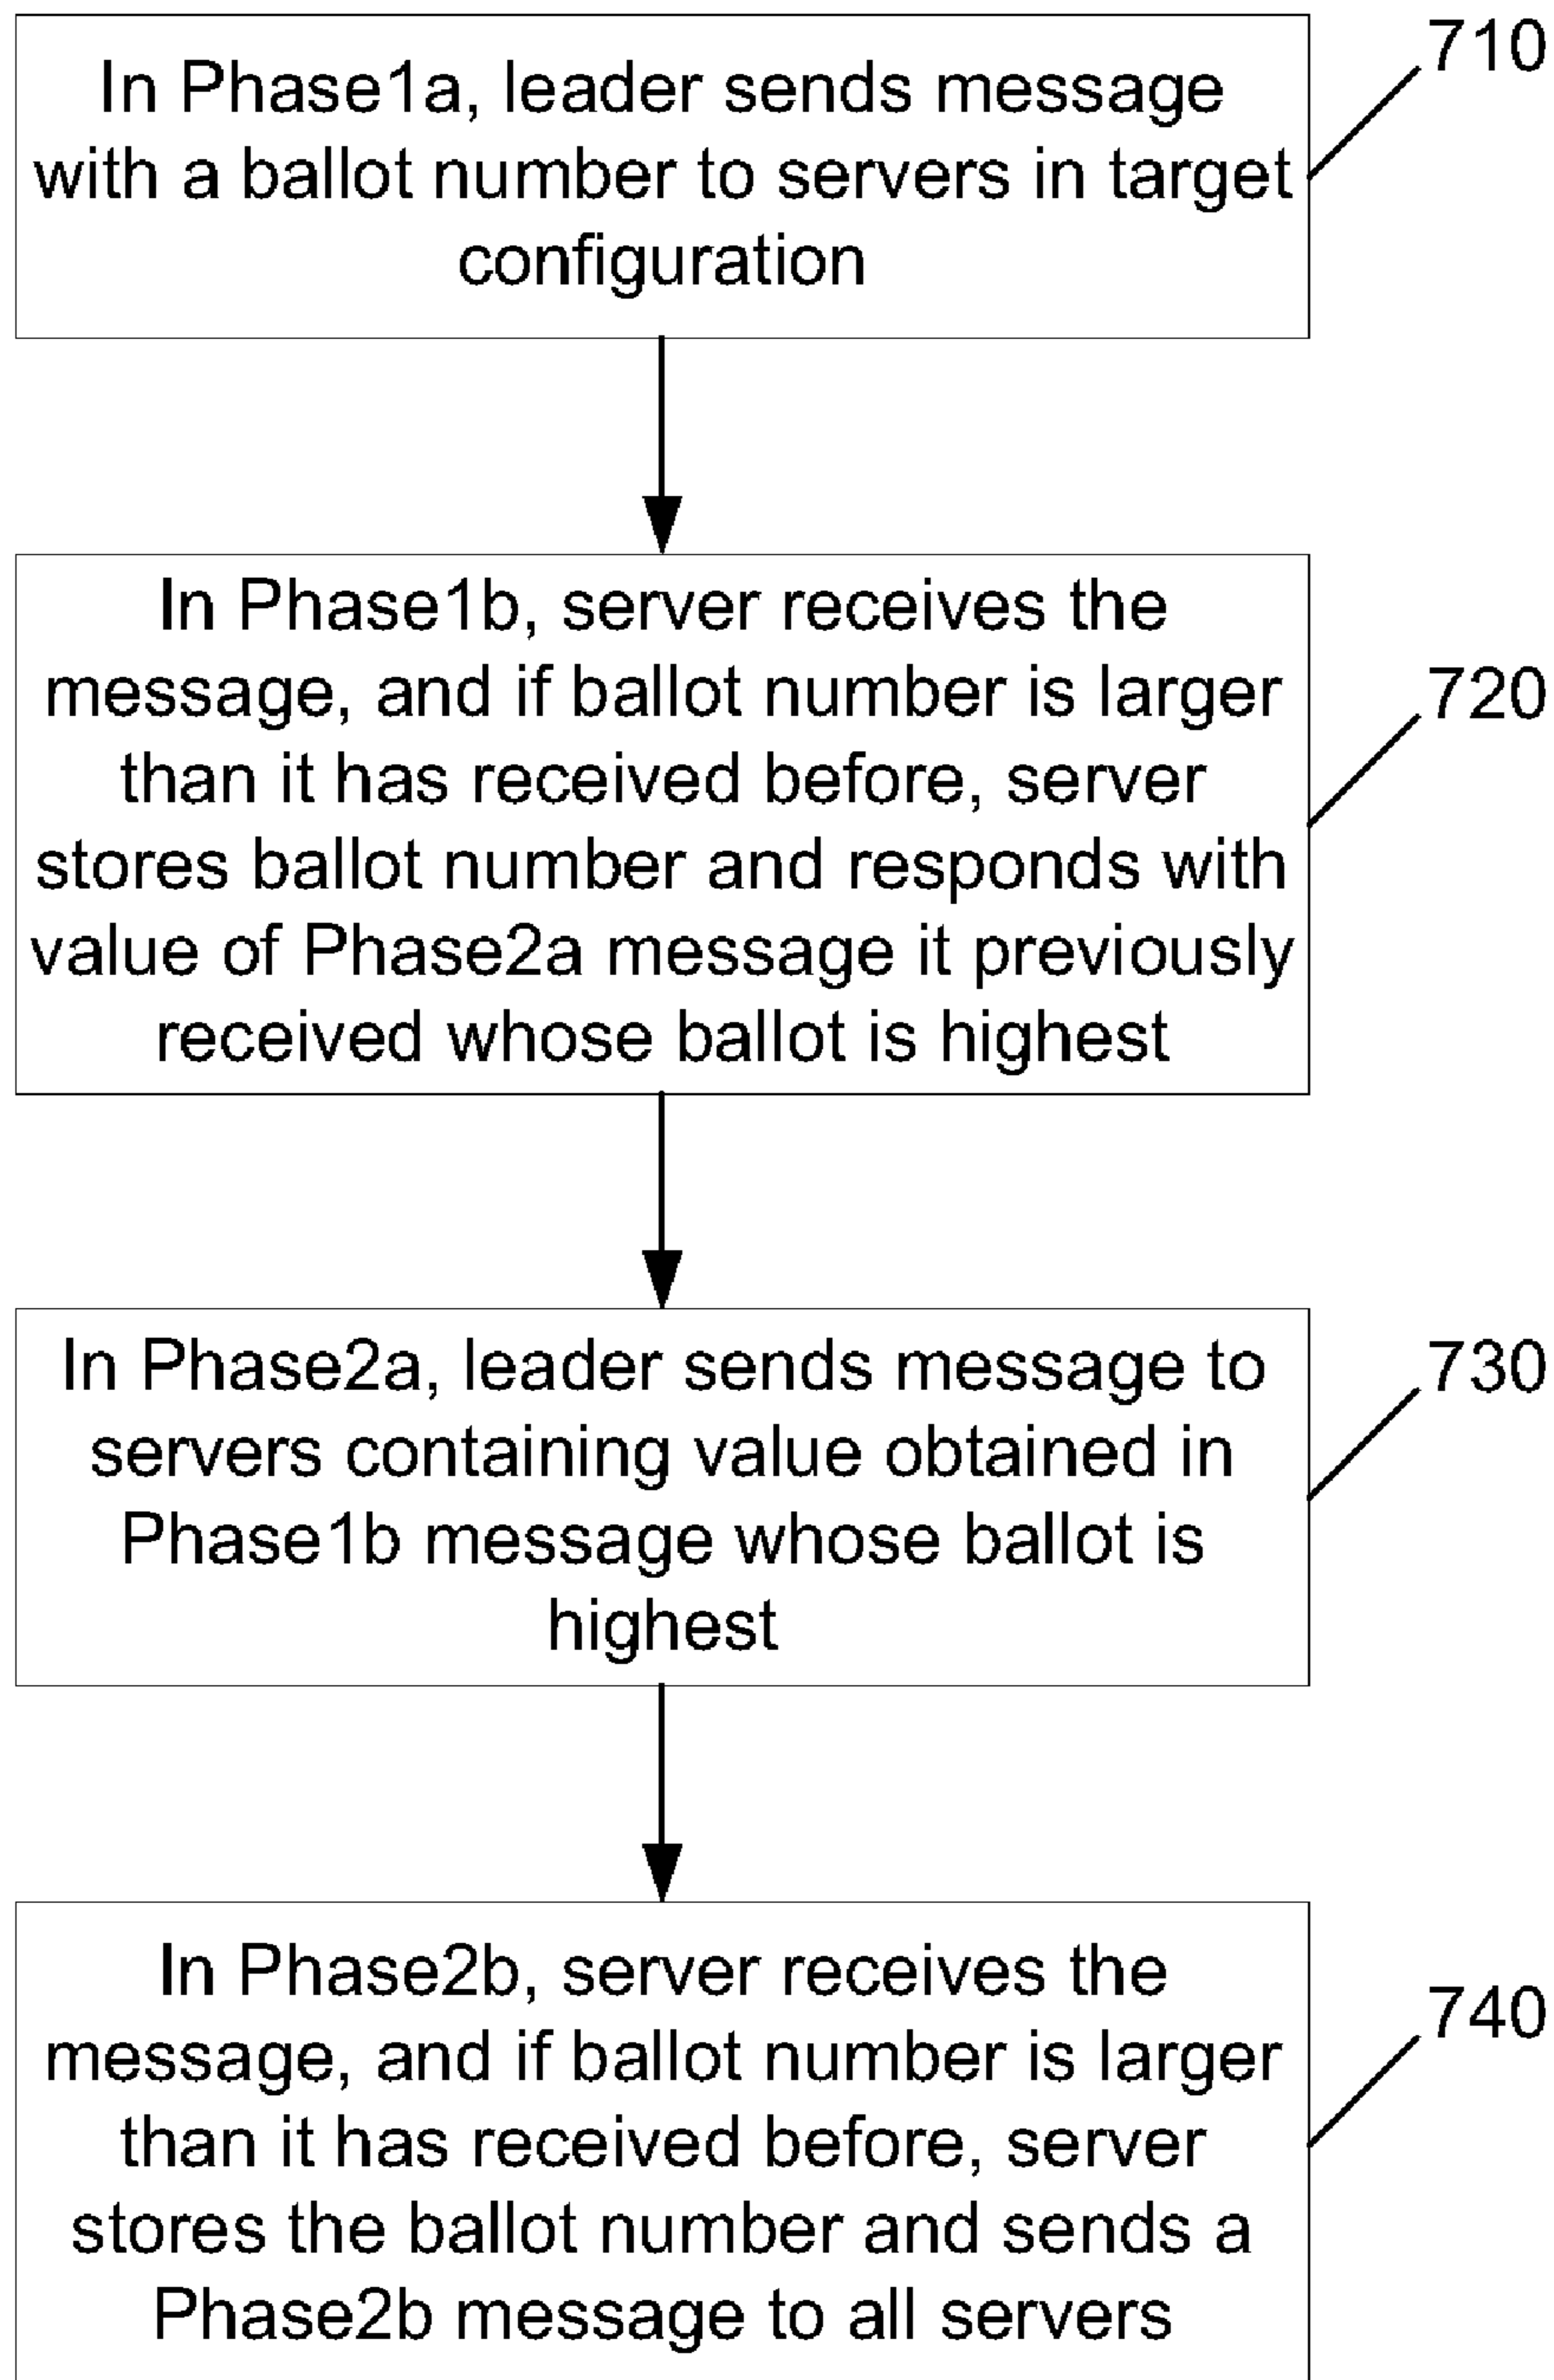 In Phase1a, leader sends message
with a ballot number to servers in target
configuration
710
In Phase1b, server receives the
message, and if ballot number is larger
than it has received before, server
stores ballot number and responds with
value of Phase2a message it previously
received whose ballot is highest
720
In Phase2a, leader sends message to
servers containing value obtained in
Phase1b message whose ballot is
highest
730
In Phase2b, server receives the
message, and if ballot number is larger
than it has received before, server
stores the ballot number and sends a
Phase2b message to all servers
740